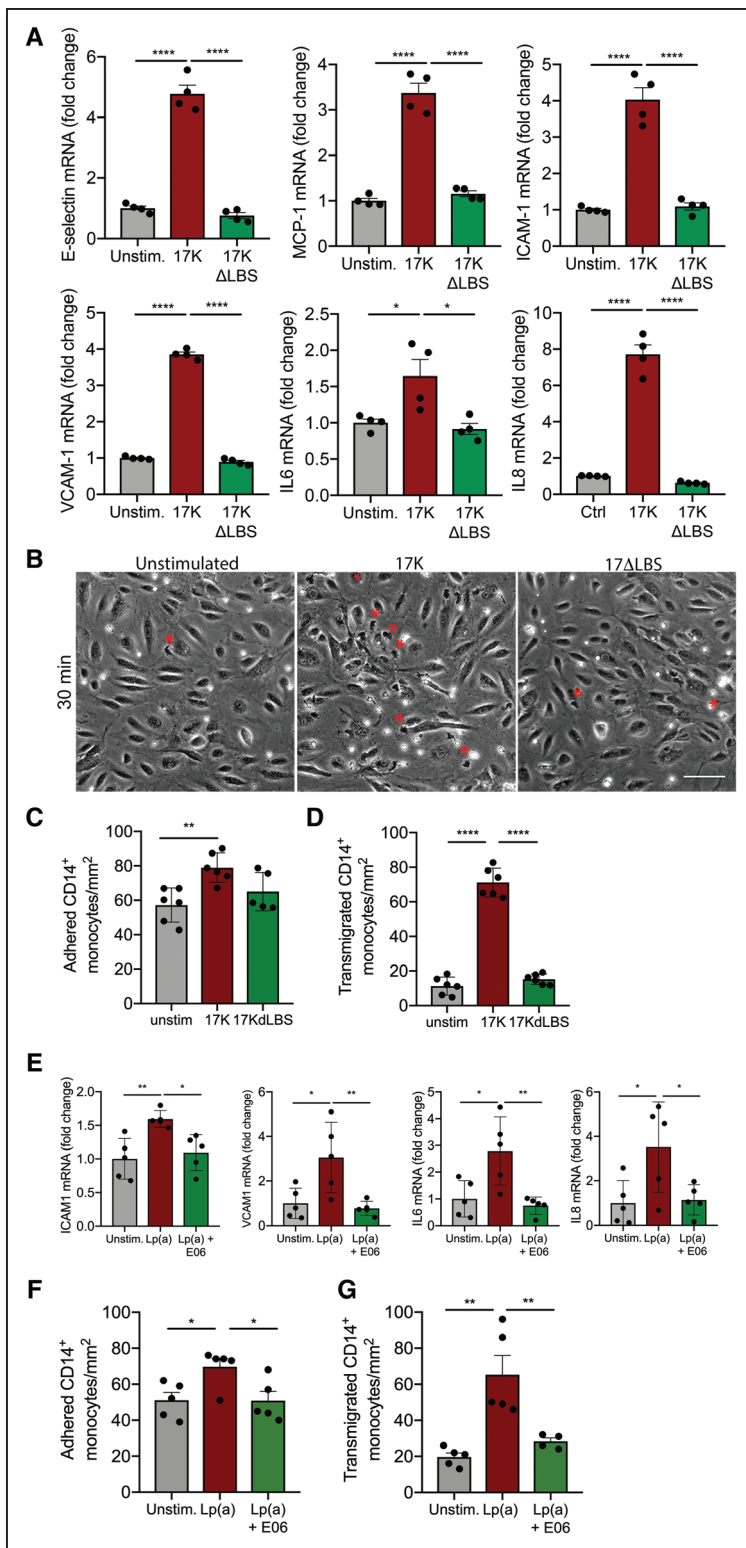 A
E-selectin mRNA (fold change)
6
4
2
0
****
****
Unstim.
17K
17K
ΔLBS
MCP-1 mRNA (fold change)
4
3
2
1
0
****
****
Unstim.
17K
17K
ΔLBS
ICAM-1 mRNA (fold change)
5
4
3
2
1
0
****
****
Unstim.
17K
17K
ΔLBS
VCAM-1 mRNA (fold change)
5
4
3
2
1
0
****
****
Unstim.
17K
17K
ΔLBS
IL6 mRNA (fold change)
2.5
2.0
1.5
1.0
0.5
0.0
*
*
Unstim.
17K
17K
ΔLBS
IL8 mRNA (fold change)
10
8
6
4
2
0
****
****
Ctrl
17K
17K
ΔLBS
B
Unstimulated
17K
17ΔLBS
30 min
C
Adhered CD14+
monocytes/mm2
100
80
60
40
20
0
**
unstim
17K
17KdLBS
D
Transmigrated CD14+
monocytes/mm2
100
80
60
40
20
0
****
****
unstim
17K
17KdLBS
E
ICAM1 mRNA (fold change)
2.0
1.5
1.0
0.5
0.0
**
*
Unstim.
Lp(a)
Lp(a) +
E06
VCAM1 mRNA (fold change)
6
4
2
0
*
**
Unstim.
Lp(a)
Lp(a)
+ E06
IL6 mRNA (fold change)
5
4
3
2
1
0
*
**
Unstim.
Lp(a)
Lp(a)
+ E06
IL8 mRNA (fold change)
6
4
2
0
*
*
Unstim.
Lp(a)
Lp(a)
+ E06
F
Adhered CD14+
monocytes/mm2
100
80
60
40
20
0
*
*
Unstim.
Lp(a)
Lp(a)
+ E06
G
Transmigrated CD14+
monocytes/mm2
100
80
60
40
20
0
**
**
Unstim.
Lp(a)
Lp(a)
+ E06